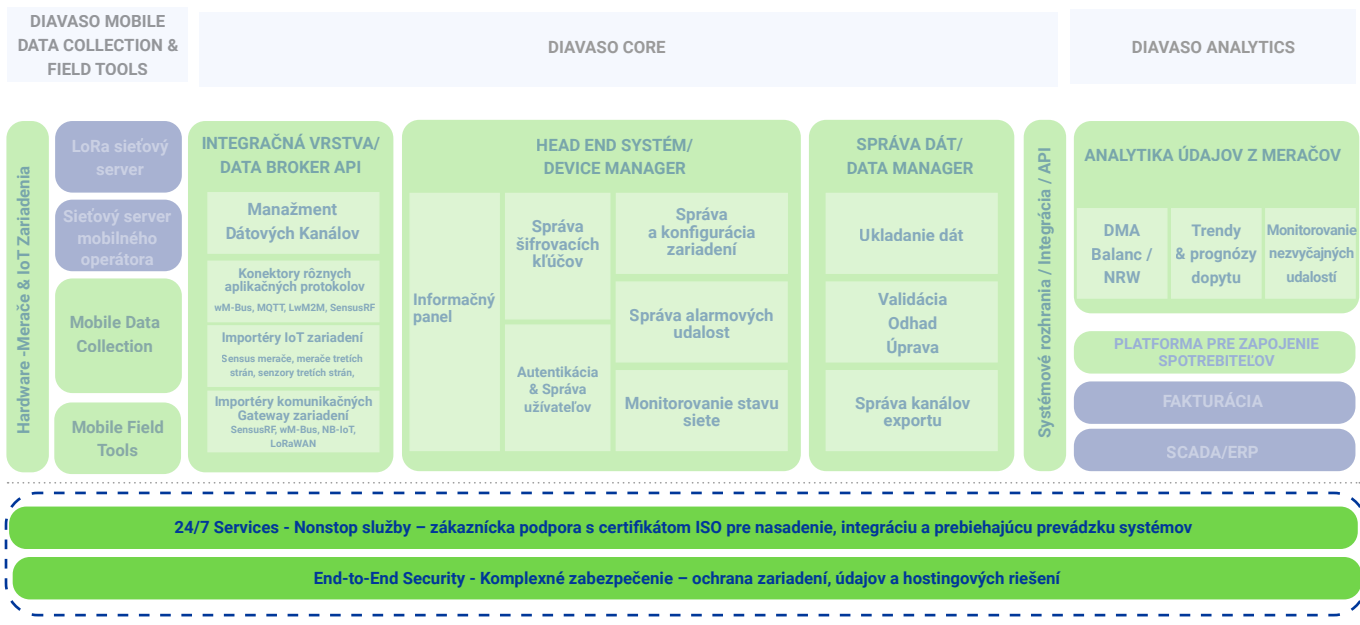 DIAVASO MOBILE
DATA COLLECTION &
FIELD TOOLS
DIAVASO CORE
DIAVASO ANALYTICS
Hardware -Merače & IoT Zariadenia
LoRa sieťový
server
Sieťový server
mobilného
operátora
Mobile Data
Collection
Mobile Field
Tools
INTEGRAČNÁ VRSTVA/
DATA BROKER API
Manažment
Dátových Kanálov
Konektory rôznych
aplikačných protokolov
wM-Bus, MQTT, LwM2M, SensusRF
Importéry IoT zariadení
Sensus merače, merače tretích
strán, senzory tretích strán,
Importéry komunikačných
Gateway zariadení
SensusRF, wM-Bus, NB-IoT,
LoRaWAN
HEAD END SYSTÉM/
DEVICE MANAGER
Informačný
panel
Správa
šifrovacích
kľúčov
Autentikácia
& Správa
užívateľov
Správa
a konfigurácia
zariadení
Správa alarmových
udalost
Monitorovanie stavu
siete
SPRÁVA DÁT/
DATA MANAGER
Ukladanie dát
Validácia
Odhad
Úprava
Správa kanálov
exportu
Systémové rozhrania / Integrácia / API
ANALYTIKA ÚDAJOV Z MERAČOV
DMA
Balanc /
NRW
Trendy
& prognózy
dopytu
Monitorovanie
nezvyčajných
udalostí
PLATFORMA PRE ZAPOJENIE
SPOTREBITEĽOV
FAKTURÁCIA
SCADA/ERP
24/7 Services - Nonstop služby – zákaznícka podpora s certifikátom ISO pre nasadenie, integráciu a prebiehajúcu prevádzku systémov
End-to-End Security - Komplexné zabezpečenie – ochrana zariadení, údajov a hostingových riešení